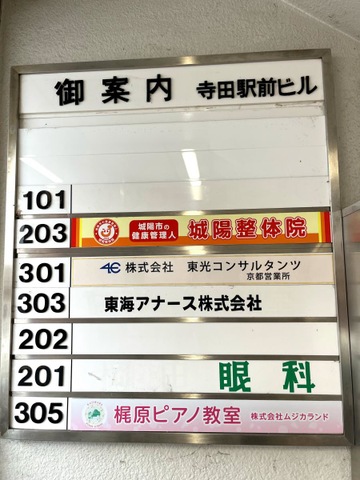 御案内 寺田駅前ビル
101
203 城陽市の健康管理人 城陽整体院
301 株式会社 東光コンサルタンツ 京都営業所
303 東海アナース株式会社
202
201 眼科
305 梶原ピアノ教室 株式会社ムジカランド